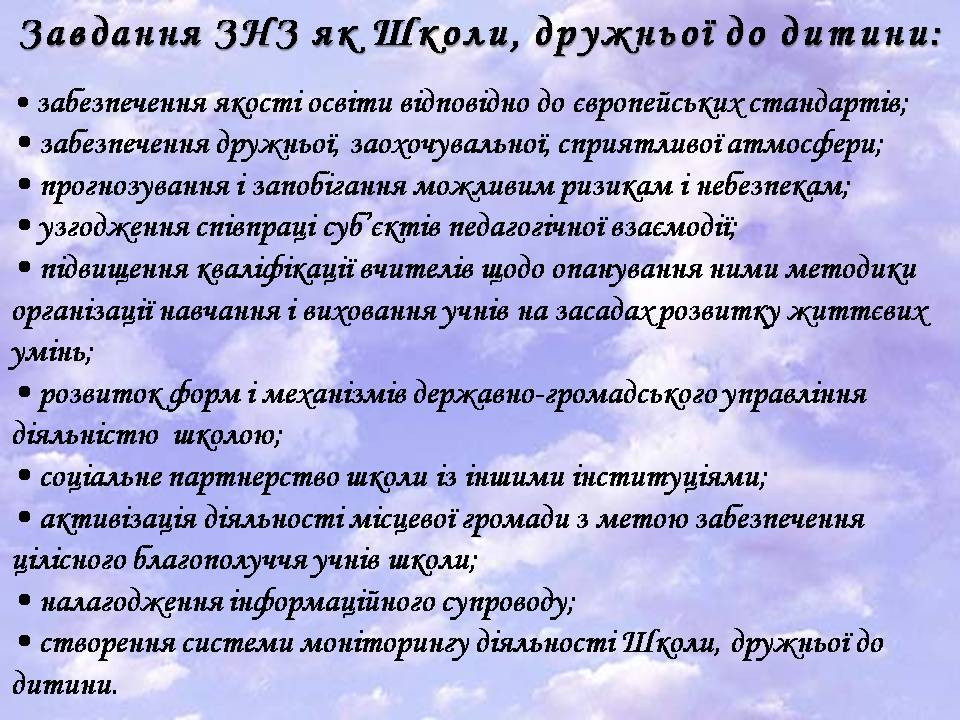 Завдання ЗНЗ як Школи, дружньої до дитини:
• забезпечення якості освіти відповідно до європейських стандартів;
• забезпечення дружньої, заохочувальної, сприятливої атмосфери;
• прогнозування і запобігання можливим ризикам і небезпекам;
• узгодження співпраці суб’єктів педагогічної взаємодії;
• підвищення кваліфікації вчителів щодо опанування ними методики
організації навчання і виховання учнів на засадах розвитку життєвих
умінь;
• розвиток форм і механізмів державно-громадського управління
діяльністю школою;
• соціальне партнерство школи із іншими інституціями;
• активізація діяльності місцевої громади з метою забезпечення
цілісного благополуччя учнів школи;
• налагодження інформаційного супроводу;
• створення системи моніторингу діяльності Школи, дружньої до
дитини.